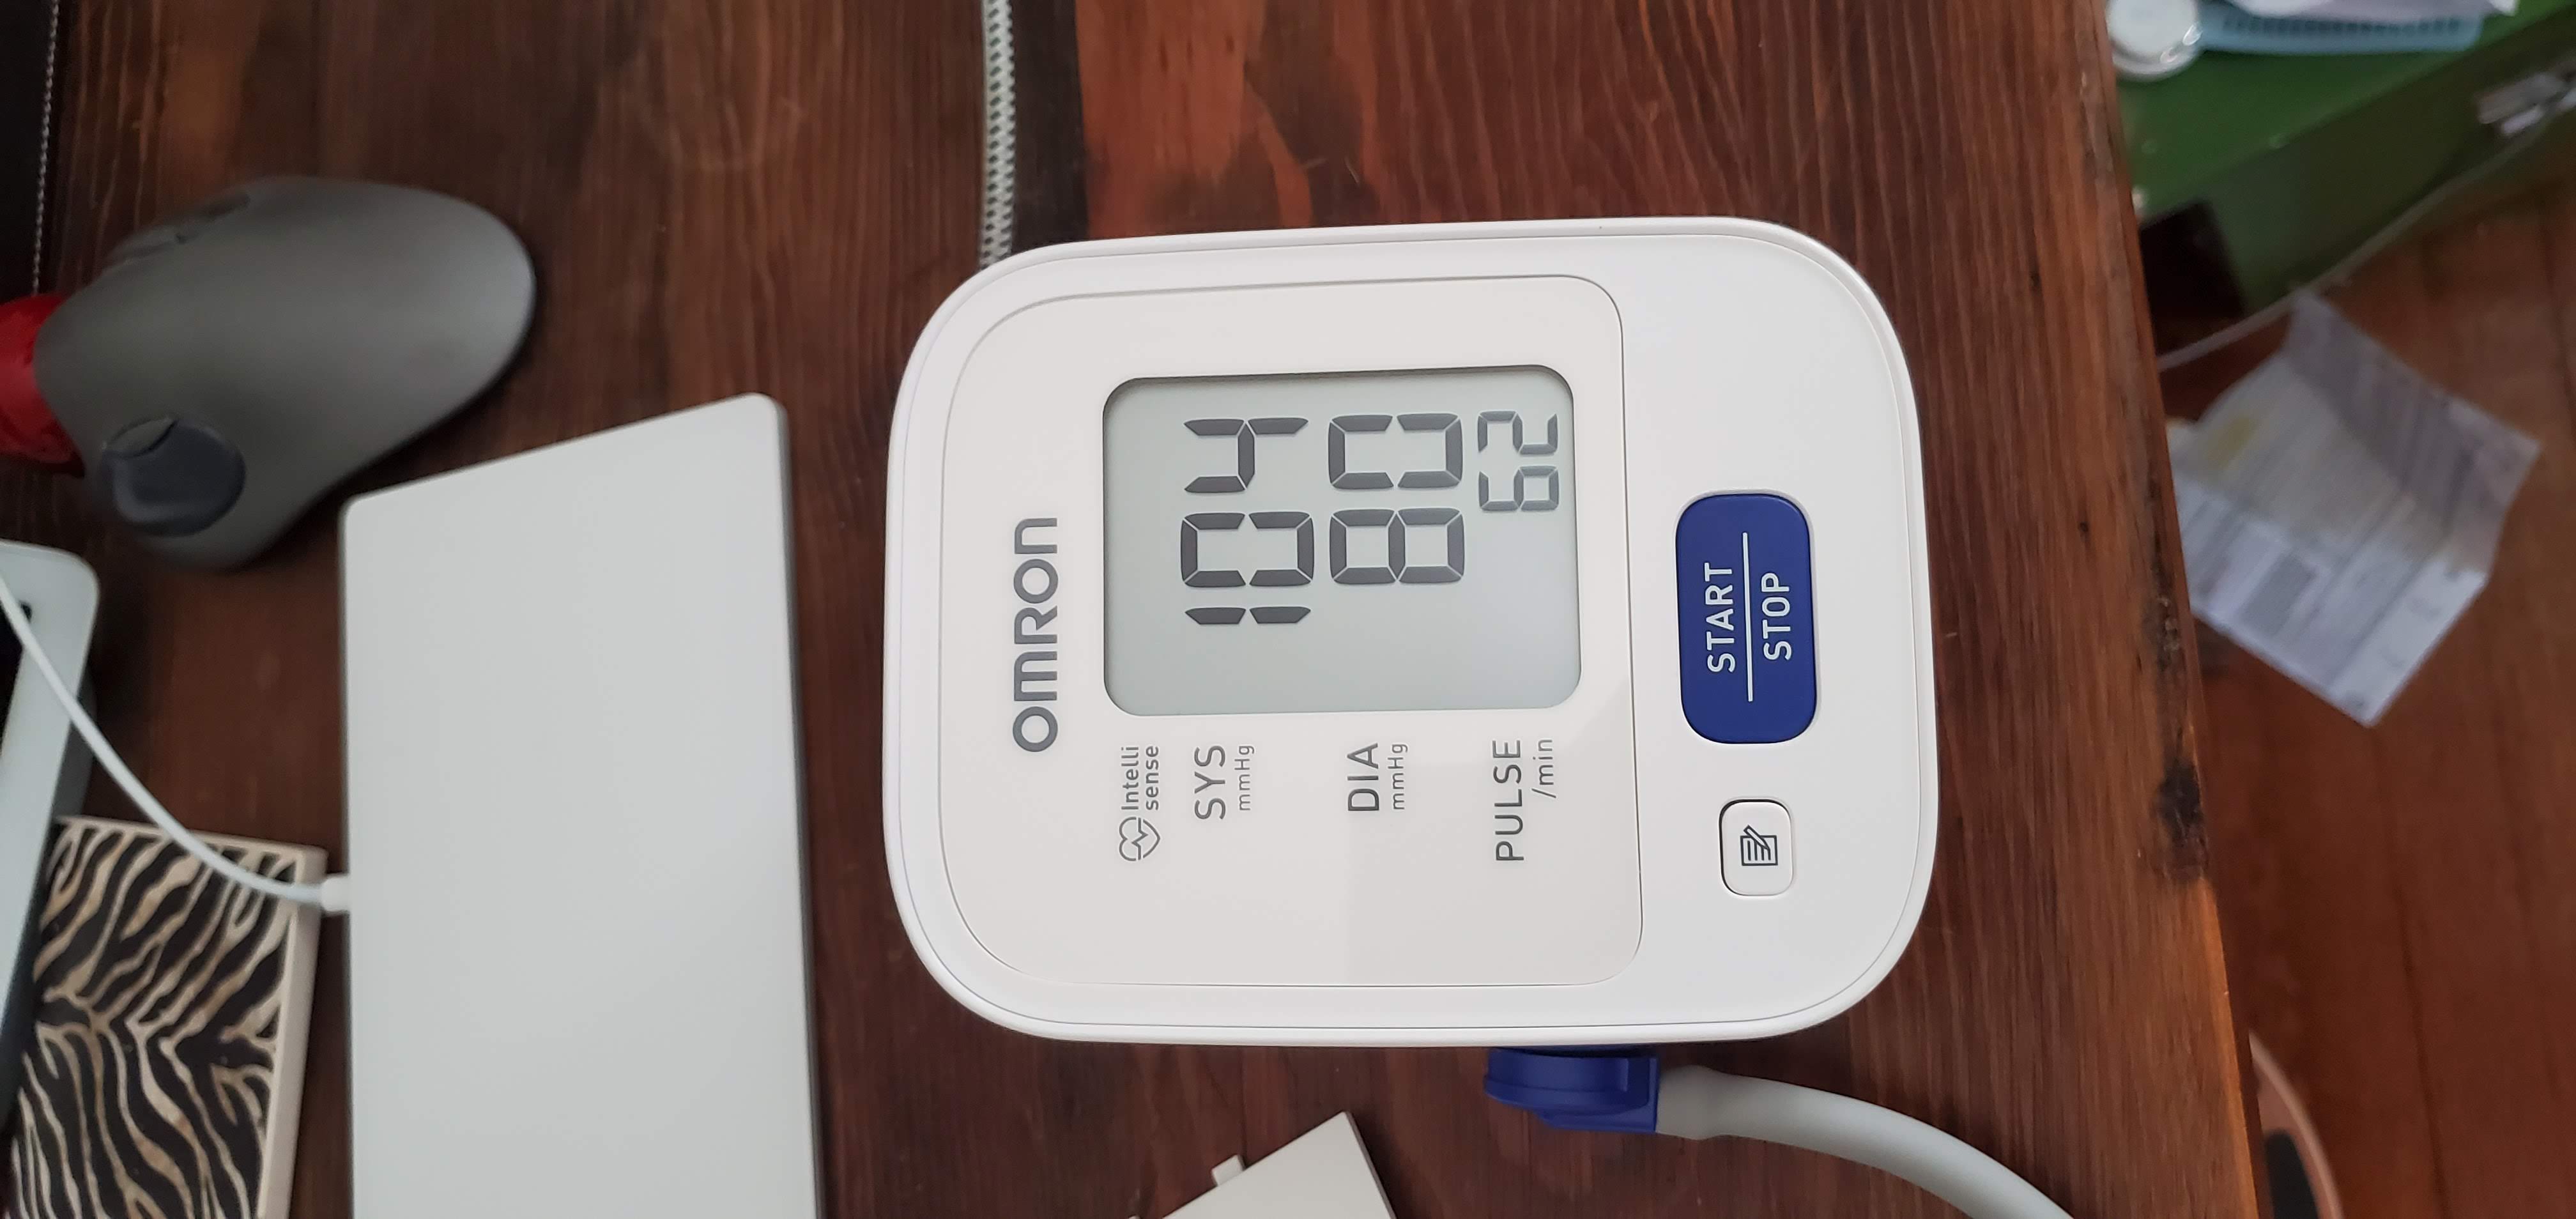 OMRON
Intelli
sense
SYS
mmHg
104
DIA
mmHg
80
PULSE
/min
62
START
STOP